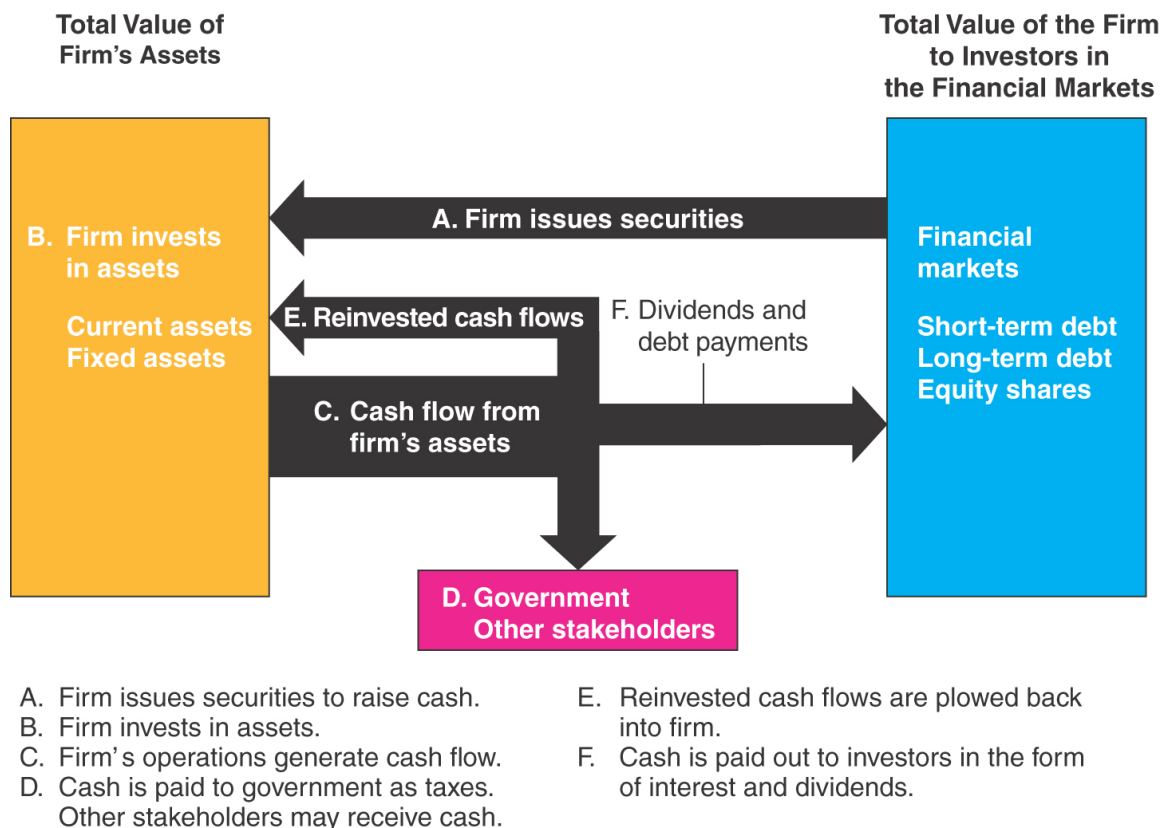 Total Value of
Firm’s Assets
Total Value of the Firm
to Investors in
the Financial Markets
A. Firm issues securities
B. Firm invests
in assets
Current assets
Fixed assets
Financial
markets
Short-term debt
Long-term debt
Equity shares
E. Reinvested cash flows
F. Dividends and
debt payments
C. Cash flow from
firm’s assets
D. Government
Other stakeholders
A. Firm issues securities to raise cash.
B. Firm invests in assets.
C. Firm’s operations generate cash flow.
D. Cash is paid to government as taxes.
Other stakeholders may receive cash.
E. Reinvested cash flows are plowed back
into firm.
F. Cash is paid out to investors in the form
of interest and dividends.